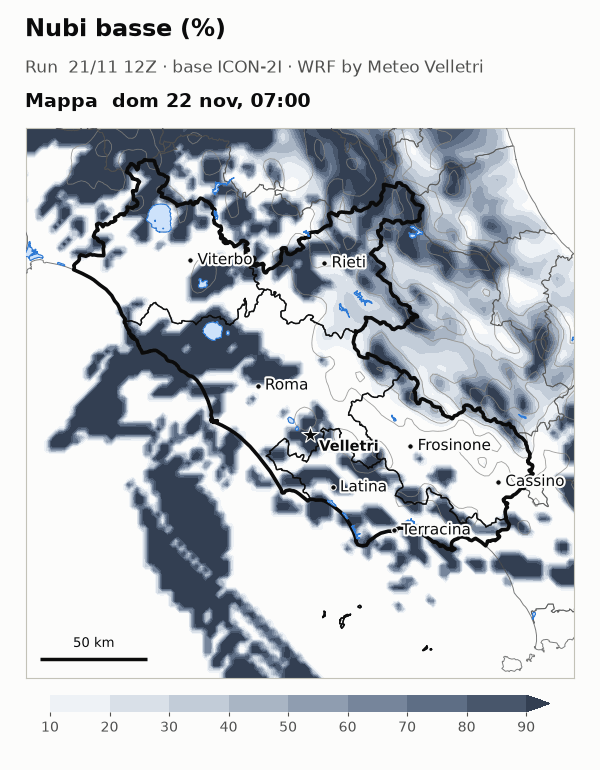 Nubi basse (%)
Run 21/11 12Z · base ICON-2I · WRF by Meteo Velletri
Mappa dom 22 nov, 07:00
Viterbo
Rieti
Roma
Velletri
Frosinone
Latina
Cassino
Terracina
50 km
10 20 30 40 50 60 70 80 90